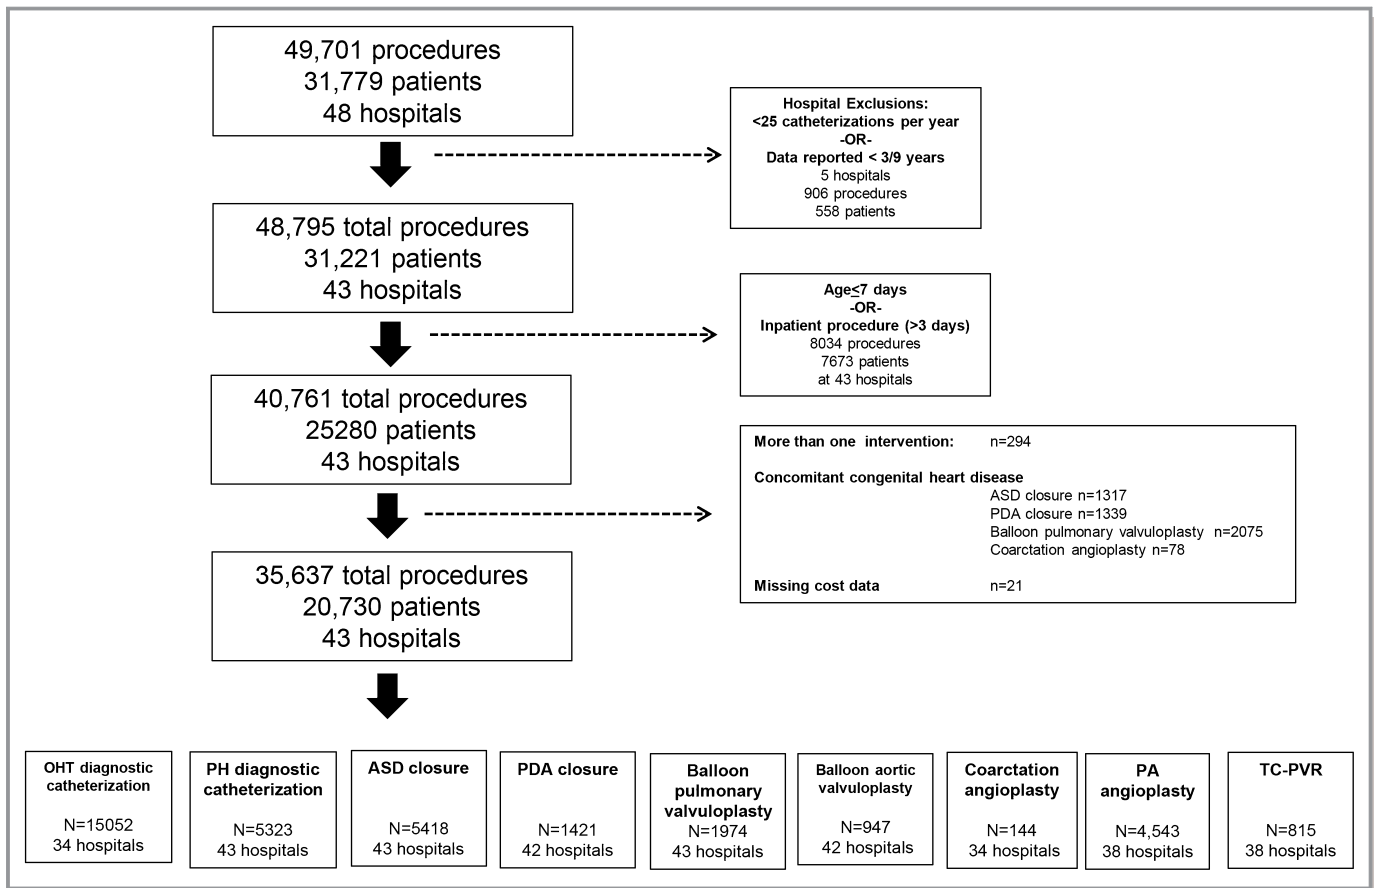 49,701 procedures
31,779 patients
48 hospitals
Hospital Exclusions:
<25 catheterizations per year
-OR-
Data reported < 3/9 years
5 hospitals
906 procedures
558 patients
48,795 total procedures
31,221 patients
43 hospitals
Age≤7 days
-OR-
Inpatient procedure (>3 days)
8034 procedures
7673 patients
at 43 hospitals
40,761 total procedures
25280 patients
43 hospitals
More than one intervention: n=294
Concomitant congenital heart disease
ASD closure n=1317
PDA closure n=1339
Balloon pulmonary valvuloplasty n=2075
Coarctation angioplasty n=78
Missing cost data n=21
35,637 total procedures
20,730 patients
43 hospitals
OHT diagnostic
catheterization
N=15052
34 hospitals
PH diagnostic
catheterization
N=5323
43 hospitals
ASD closure
N=5418
43 hospitals
PDA closure
N=1421
42 hospitals
Balloon
pulmonary
valvuloplasty
N=1974
43 hospitals
Balloon aortic
valvuloplasty
N=947
42 hospitals
Coarctation
angioplasty
N=144
34 hospitals
PA
angioplasty
N=4,543
38 hospitals
TC-PVR
N=815
38 hospitals